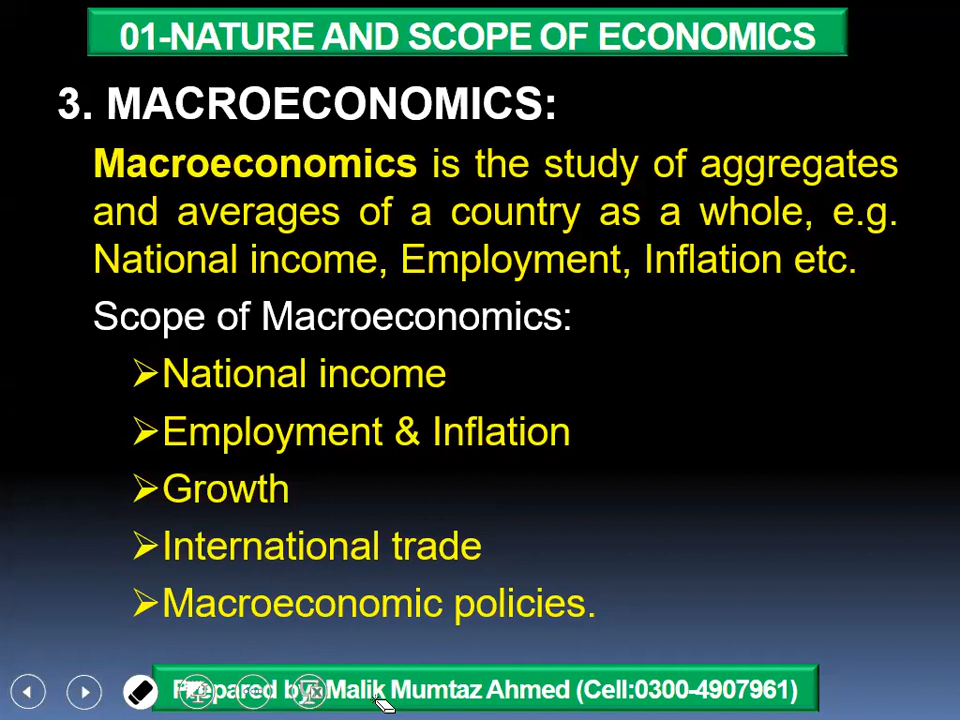 01-NATURE AND SCOPE OF ECONOMICS
3. MACROECONOMICS:
Macroeconomics is the study of aggregates
and averages of a country as a whole, e.g.
National income, Employment, Inflation etc.
Scope of Macroeconomics:
➢National income
➢Employment & Inflation
➢Growth
➢International trade
➢Macroeconomic policies.
Prepared by: Malik Mumtaz Ahmed (Cell:0300-4907961)